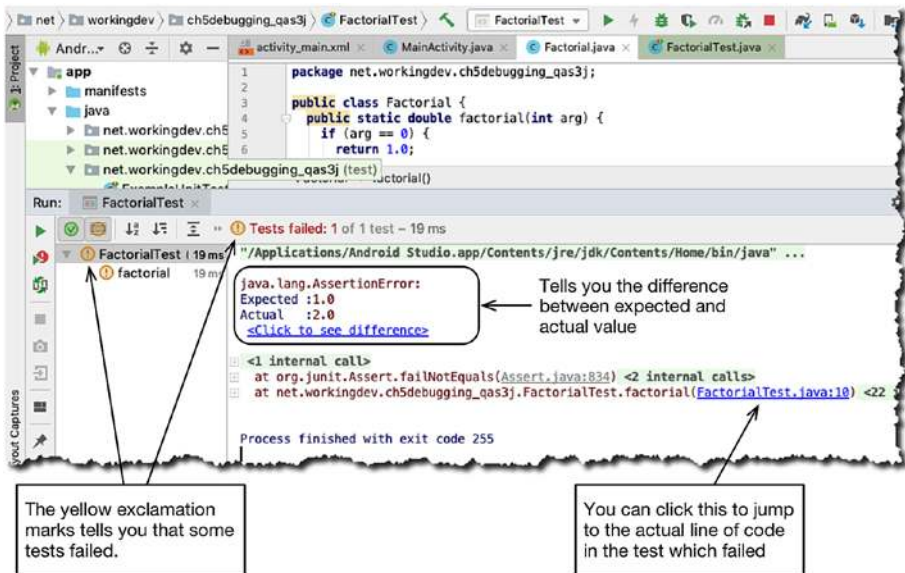 net workingdev ch5debugging_qas3j FactorialTest FactorialTest
1: Project
Andr... activity_main.xml MainActivity.java Factorial.java FactorialTest.java
app
manifests
java
net.workingdev.ch5
net.workingdev.ch5
net.workingdev.ch5debugging_qas3j (test)
1 package net.workingdev.ch5debugging_qas3j;
2
3 public class Factorial {
4 public static double factorial(int arg) {
5 if (arg == 0) {
6 return 1.0;
Run: FactorialTest
Tests failed: 1 of 1 test – 19 ms
FactorialTest 19 ms
factorial 19 ms
"/Applications/Android Studio.app/Contents/jre/jdk/Contents/Home/bin/java" ...
java.lang.AssertionError:
Expected :1.0
Actual :2.0
<Click to see difference>
Tells you the difference
between expected and
actual value
<1 internal call>
at org.junit.Assert.failNotEquals(Assert.java:834) <2 internal calls>
at net.workingdev.ch5debugging_qas3j.FactorialTest.factorial(FactorialTest.java:10) <22
Process finished with exit code 255
Captures
The yellow exclamation
marks tells you that some
tests failed.
You can click this to jump
to the actual line of code
in the test which failed